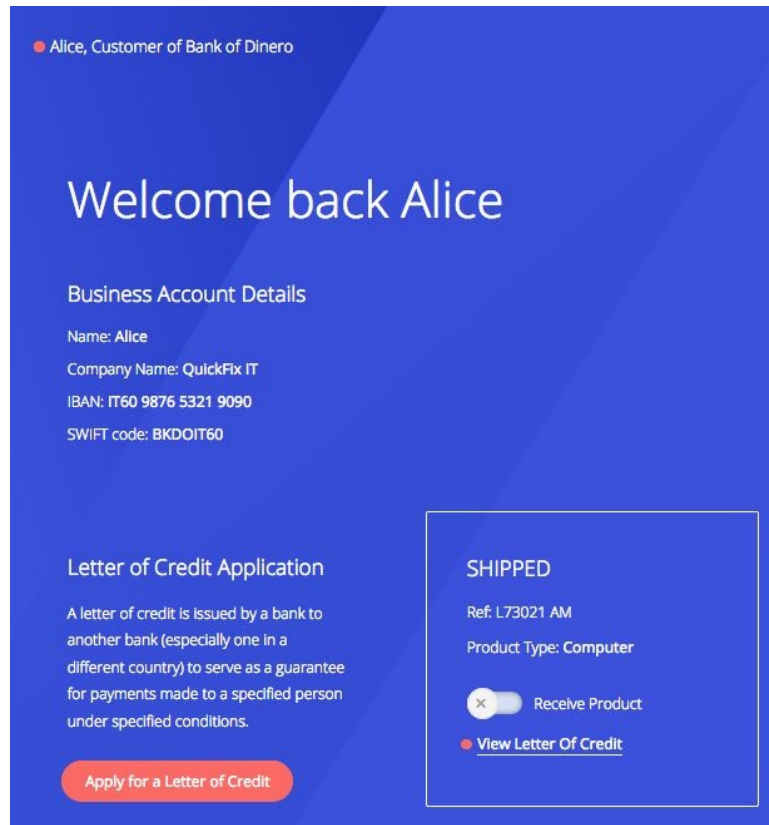 Alice, Customer of Bank of Dinero
Welcome back Alice
Business Account Details
Name: Alice
Company Name: QuickFix IT
IBAN: IT60 9876 5321 9090
SWIFT code: BKDOIT60
Letter of Credit Application
A letter of credit is issued by a bank to
another bank (especially one in a
different country) to serve as a guarantee
for payments made to a specified person
under specified conditions.
Apply for a Letter of Credit
SHIPPED
Ref: L73021 AM
Product Type: Computer
Receive Product
View Letter Of Credit